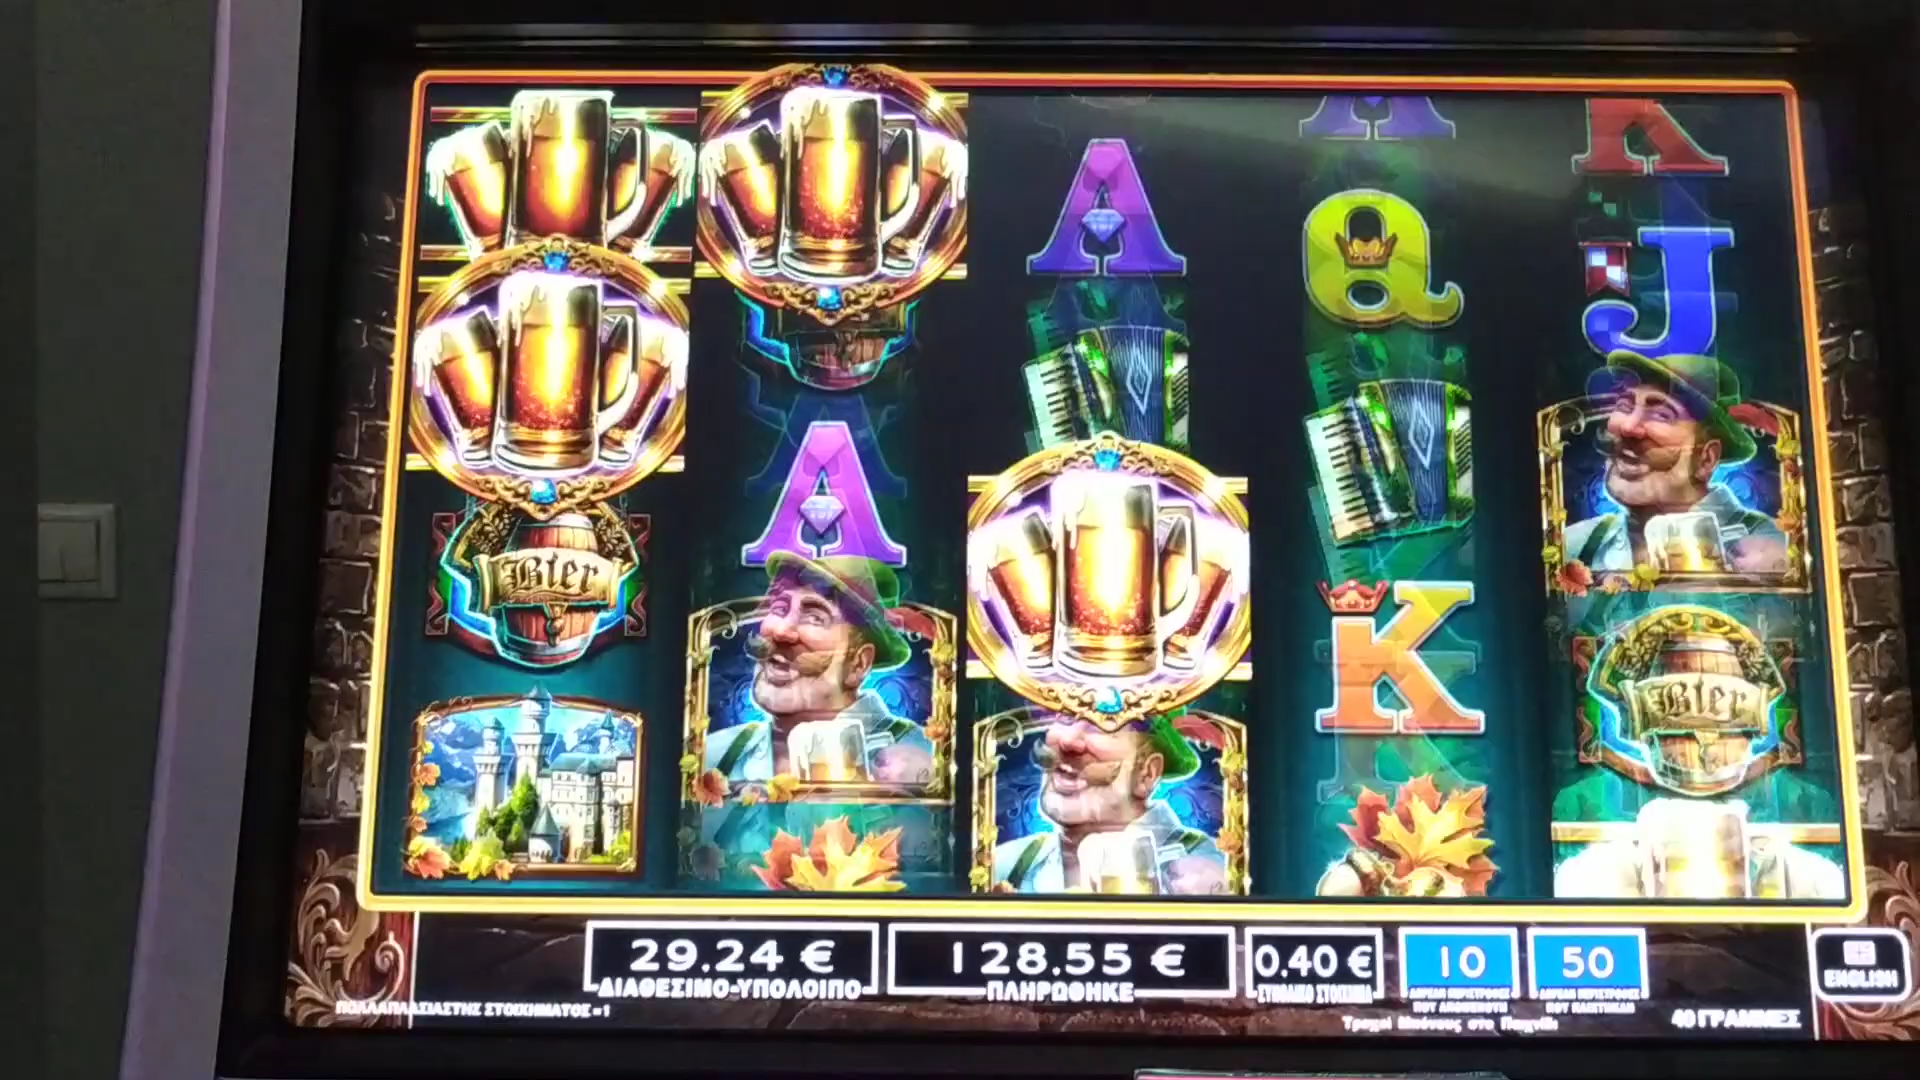 A
A
K
A
Q
J
Bier
K
Bier
29.24 €
128.55 €
0.40 €
10
50
ΔΙΑΘΕΣΙΜΟ-ΥΠΟΛΟΙΠΟ
ΠΛΗΡΩΘΗΚΕ
ΣΥΝΟΛΙΚΟ ΣΤΟΙΧΗΜΑ
ENGLISH
ΠΟΛΛΑΠΛΑΣΙΑΣΤΗΣ ΣΤΟΙΧΗΜΑΤΟΣ=1
40 ΓΡΑΜΜΕΣ